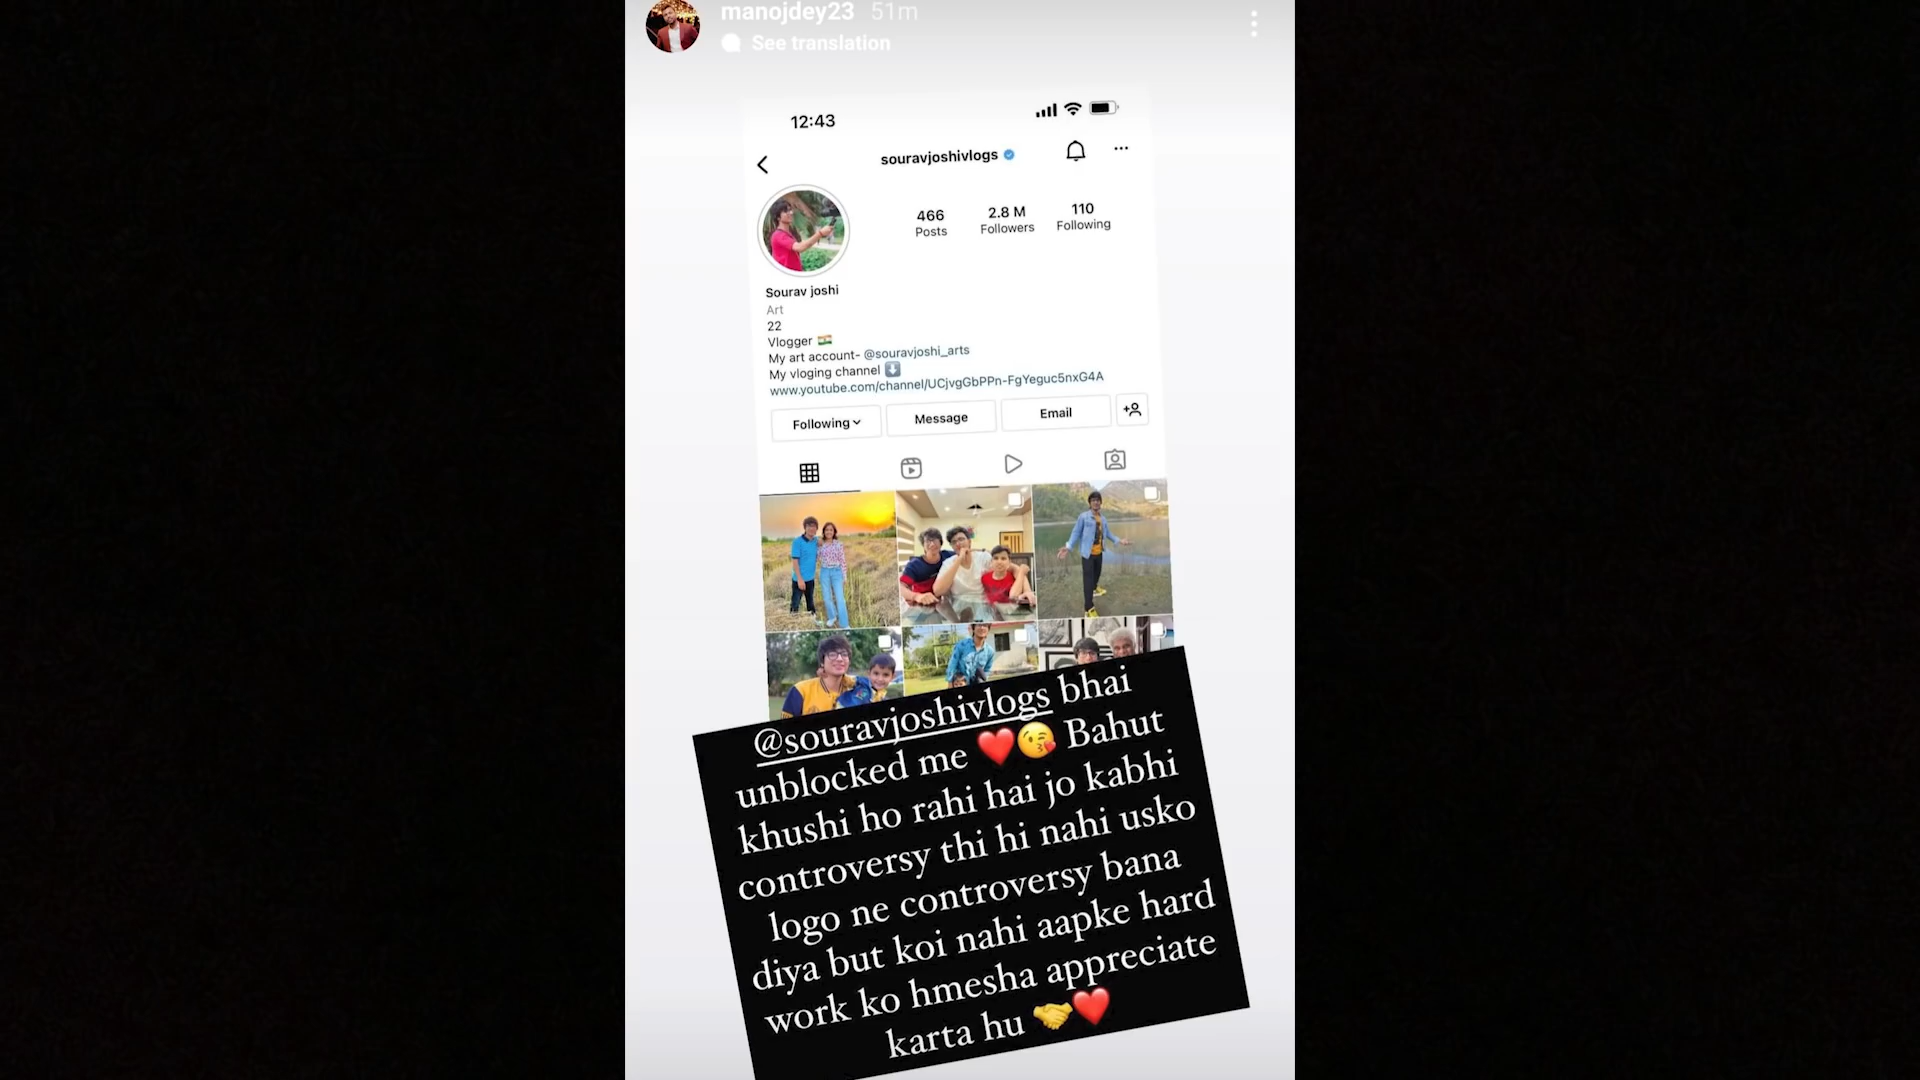 manojdey23 51m
See translation
12:43
souravjoshivlogs
466 2.8 M 110
Posts Followers Following
Sourav joshi
Art
22
Vlogger 🇮🇳
My art account- @souravjoshi_arts
My vloging channel ⬇️
www.youtube.com/channel/UCjvgGbPPn-FgYeguc5nxG4A
Following Message Email
@souravjoshivlogs bhai
unblocked me ❤️😘 Bahut
khushi ho rahi hai jo kabhi
controversy thi hi nahi usko
logo ne controversy bana
diya but koi nahi aapke hard
work ko hmesha appreciate
karta hu 🤝❤️